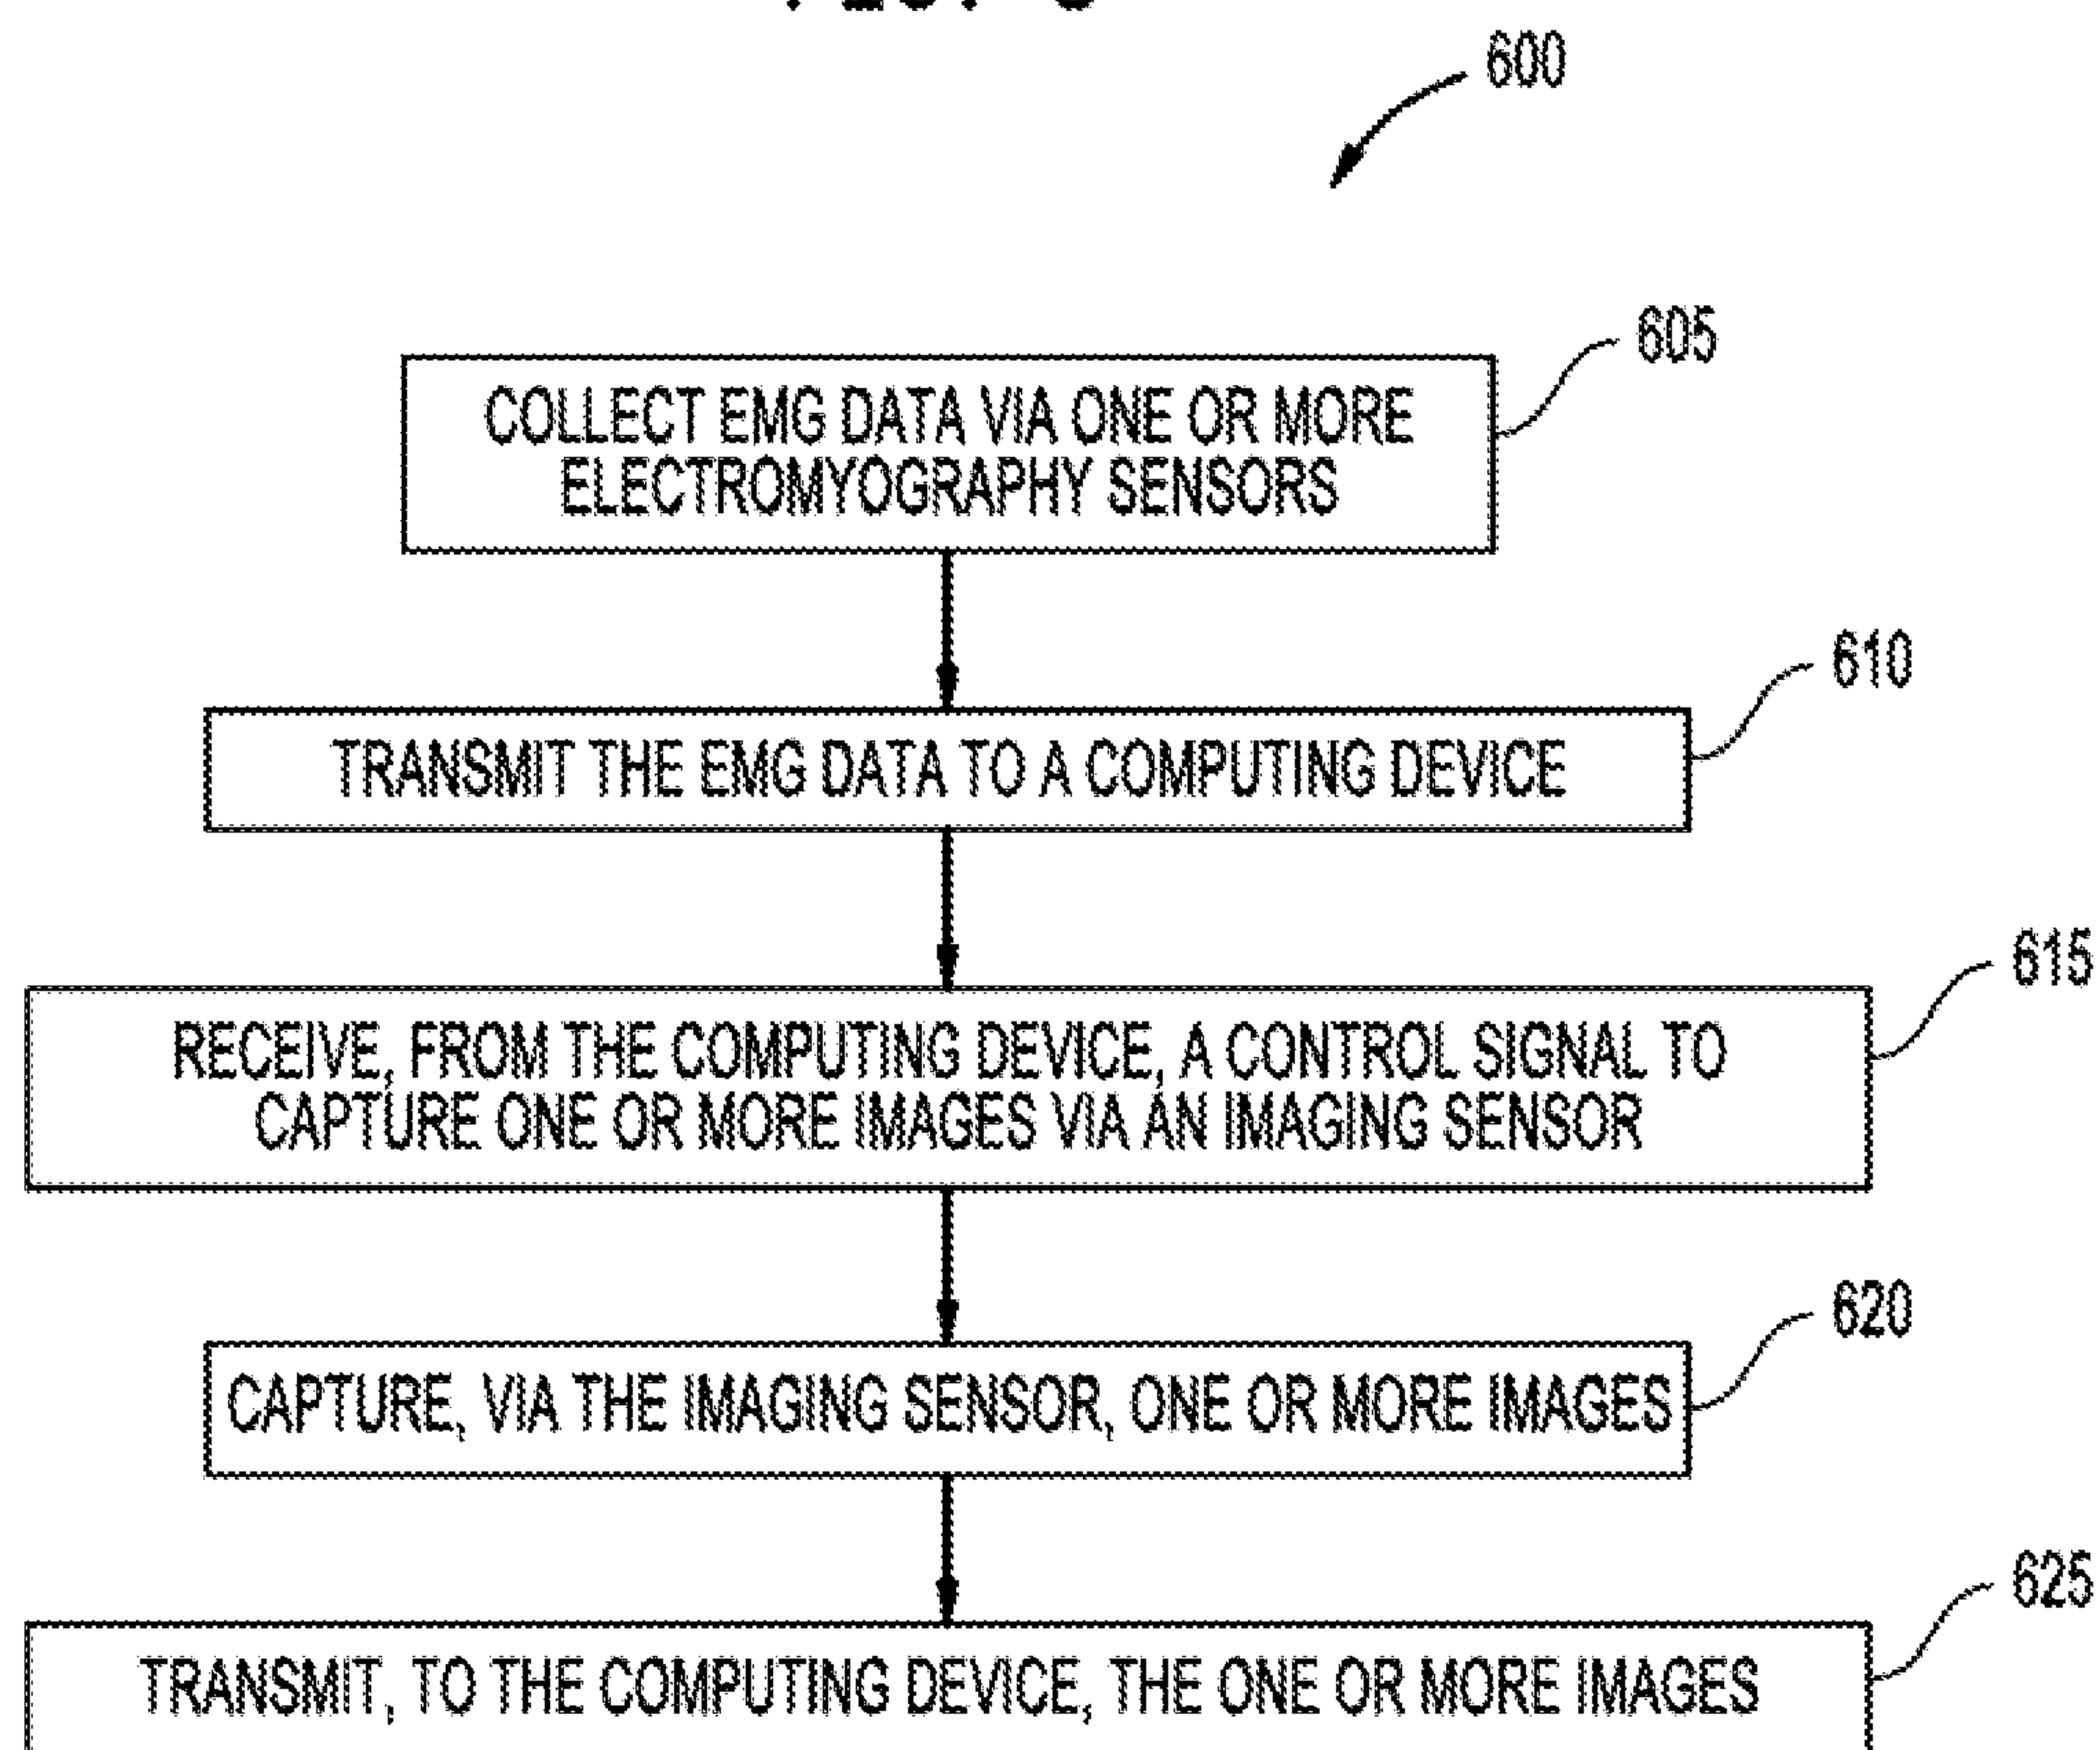 600
605
COLLECT EMG DATA VIA ONE OR MORE
ELECTROMYOGRAPHY SENSORS
610
TRANSMIT THE EMG DATA TO A COMPUTING DEVICE
615
RECEIVE, FROM THE COMPUTING DEVICE, A CONTROL SIGNAL TO
CAPTURE ONE OR MORE IMAGES VIA AN IMAGING SENSOR
620
CAPTURE, VIA THE IMAGING SENSOR, ONE OR MORE IMAGES
625
TRANSMIT, TO THE COMPUTING DEVICE, THE ONE OR MORE IMAGES